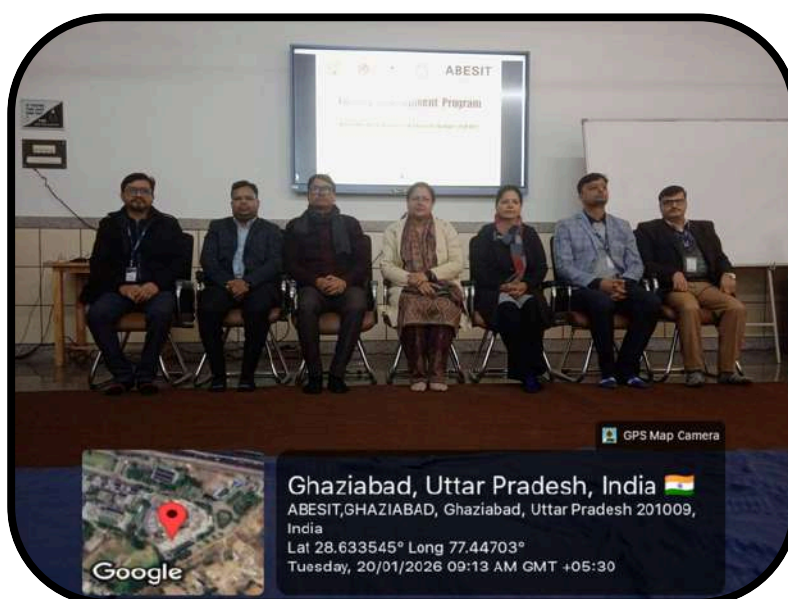 ABESIT
Development Program
GPS Map Camera
Ghaziabad, Uttar Pradesh, India
ABESIT,GHAZIABAD, Ghaziabad, Uttar Pradesh 201009,
India
Lat 28.633545° Long 77.44703°
Tuesday, 20/01/2026 09:13 AM GMT +05:30
Google